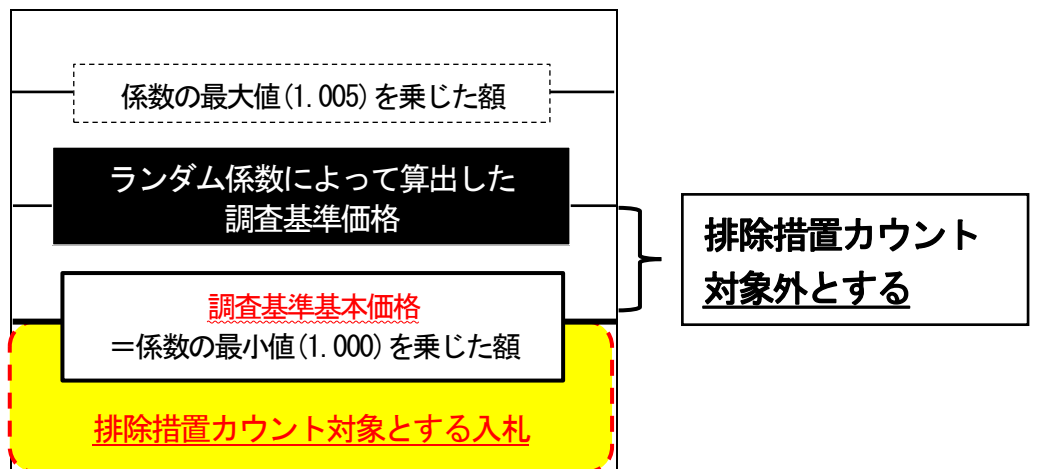 係数の最大値(1.005)を乗じた額
ランダム係数によって算出した
調査基準価格
排除措置カウント
対象外とする
調査基準基本価格
＝係数の最小値(1.000)を乗じた額
排除措置カウント対象とする入札